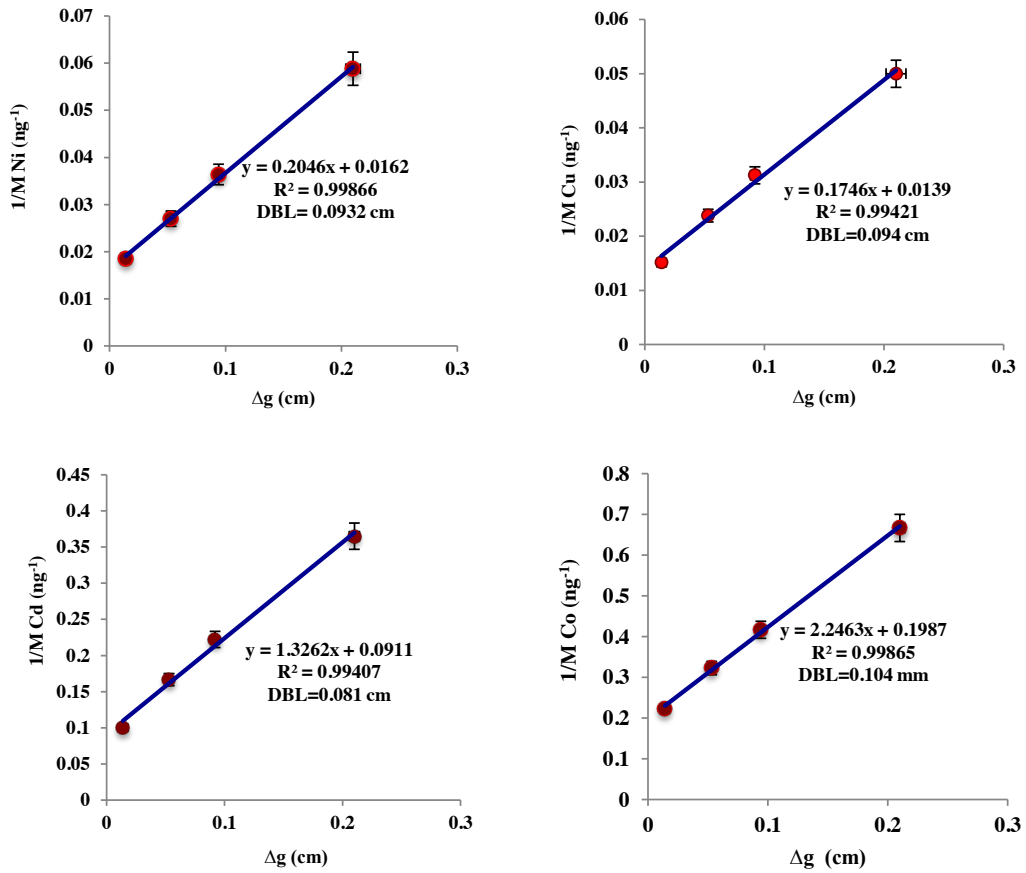 0.07
0.06
0.05
0.04
0.03
0.02
0.01
0
0
0.1
0.2
0.3
1/M Ni (ng⁻¹)
Δg (cm)
y = 0.2046x + 0.0162
R² = 0.99866
DBL= 0.0932 cm
0.06
0.05
0.04
0.03
0.02
0.01
0
0
0.1
0.2
0.3
1/M Cu (ng⁻¹)
Δg (cm)
y = 0.1746x + 0.0139
R² = 0.99421
DBL=0.094 cm
0.45
0.4
0.35
0.3
0.25
0.2
0.15
0.1
0.05
0
0
0.1
0.2
0.3
1/M Cd (ng⁻¹)
Δg (cm)
y = 1.3262x + 0.0911
R² = 0.99407
DBL=0.081 cm
0.8
0.7
0.6
0.5
0.4
0.3
0.2
0.1
0
0
0.1
0.2
0.3
1/M Co (ng⁻¹)
Δg (cm)
y = 2.2463x + 0.1987
R² = 0.99865
DBL=0.104 mm